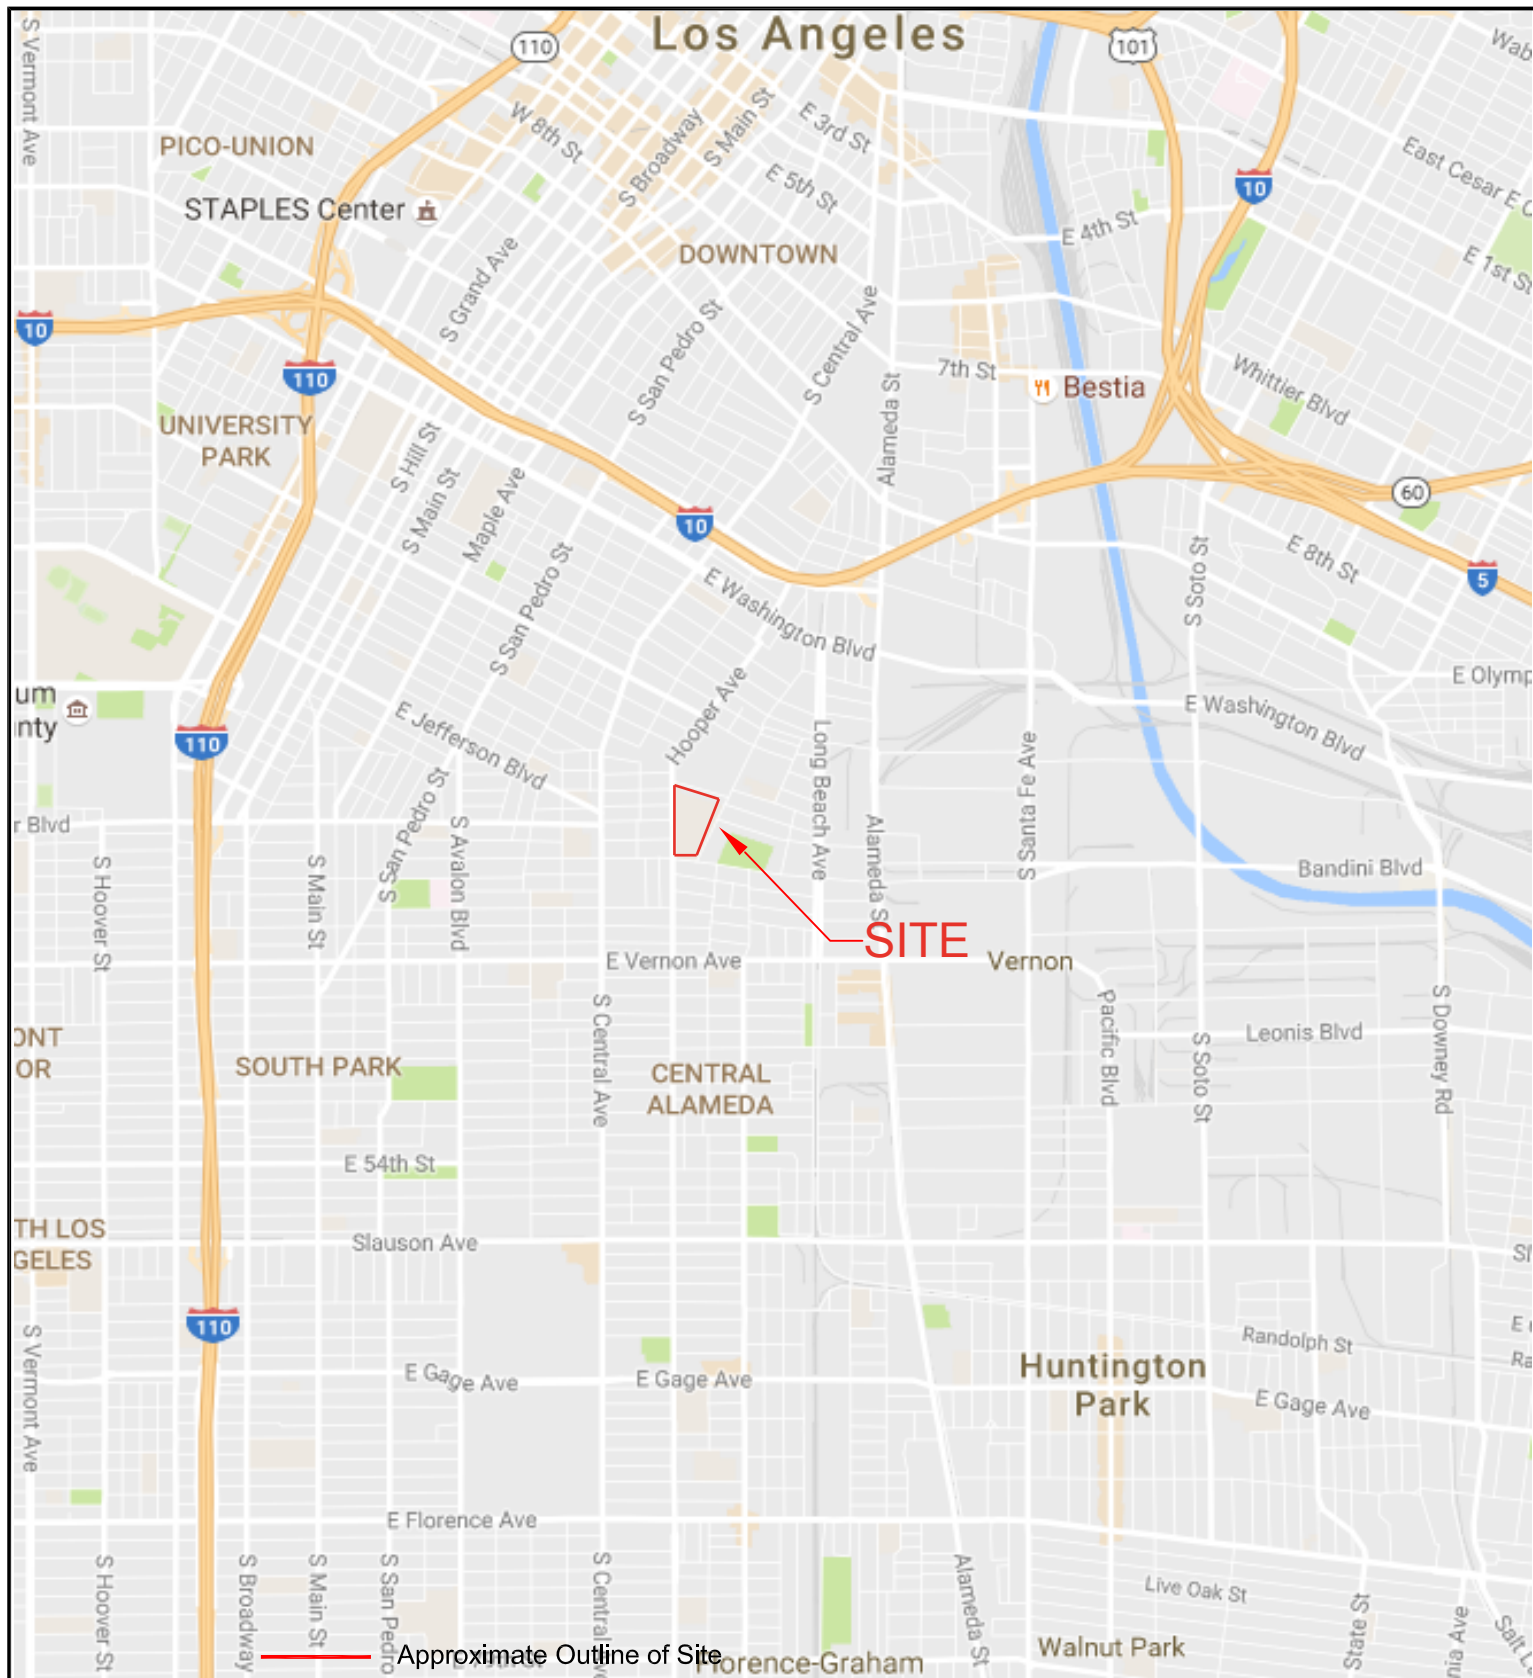 Los Angeles
110
101
S Vermont Ave
W 8th St
S Broadway
S Main St
E 3rd St
PICO-UNION
East Cesar E
E 5th St
10
STAPLES Center
E 4th St
DOWNTOWN
S Grand Ave
E 1st St
10
S San Pedro St
S Central Ave
110
7th St
Bestia
Whittier Blvd
Alameda St
UNIVERSITY
PARK
S Hill St
S Main St
Maple Ave
60
10
E 8th St
5
S Soto St
S San Pedro St
E Washington Blvd
um
nty
Hooper Ave
E Olymp
E Jefferson Blvd
E Washington Blvd
110
Long Beach Ave
S Santa Fe Ave
S San Pedro St
r Blvd
S Avalon Blvd
Alameda S
S Hoover St
S Main St
Bandini Blvd
SITE
E Vernon Ave
Vernon
S Central Ave
Pacific Blvd
S Soto St
Leonis Blvd
S Downey Rd
ONT
OR
SOUTH PARK
CENTRAL
ALAMEDA
E 54th St
TH LOS
GELES
Slauson Ave
Sl
110
S Vermont Ave
Randolph St
E
Ra
Huntington
Park
E Gage Ave
E Gage Ave
E Gage Ave
E Florence Ave
S Hoover St
S Broadway
S Main St
S San Pedro
S Central
Alameda St
Live Oak St
State St
ia Ave
Salt L
Walnut Park
Approximate Outline of Site
Florence-Graham